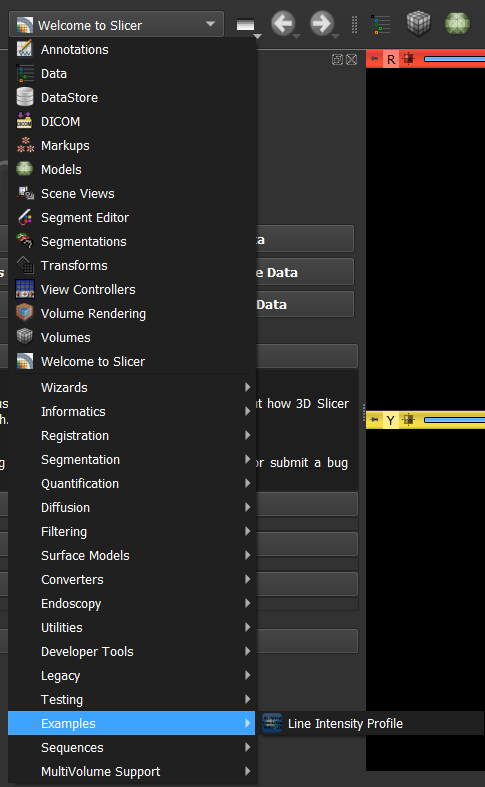 Welcome to Slicer
Annotations
Data
DataStore
DICOM
Markups
Models
Scene Views
Segment Editor
Segmentations
Transforms
View Controllers
Volume Rendering
Volumes
Welcome to Slicer
Wizards
Informatics
Registration
Segmentation
Quantification
Diffusion
Filtering
Surface Models
Converters
Endoscopy
Utilities
Developer Tools
Legacy
Testing
Examples
Line Intensity Profile
Sequences
MultiVolume Support
Data
Data
how 3D Slicer
or submit a bug
R
Y